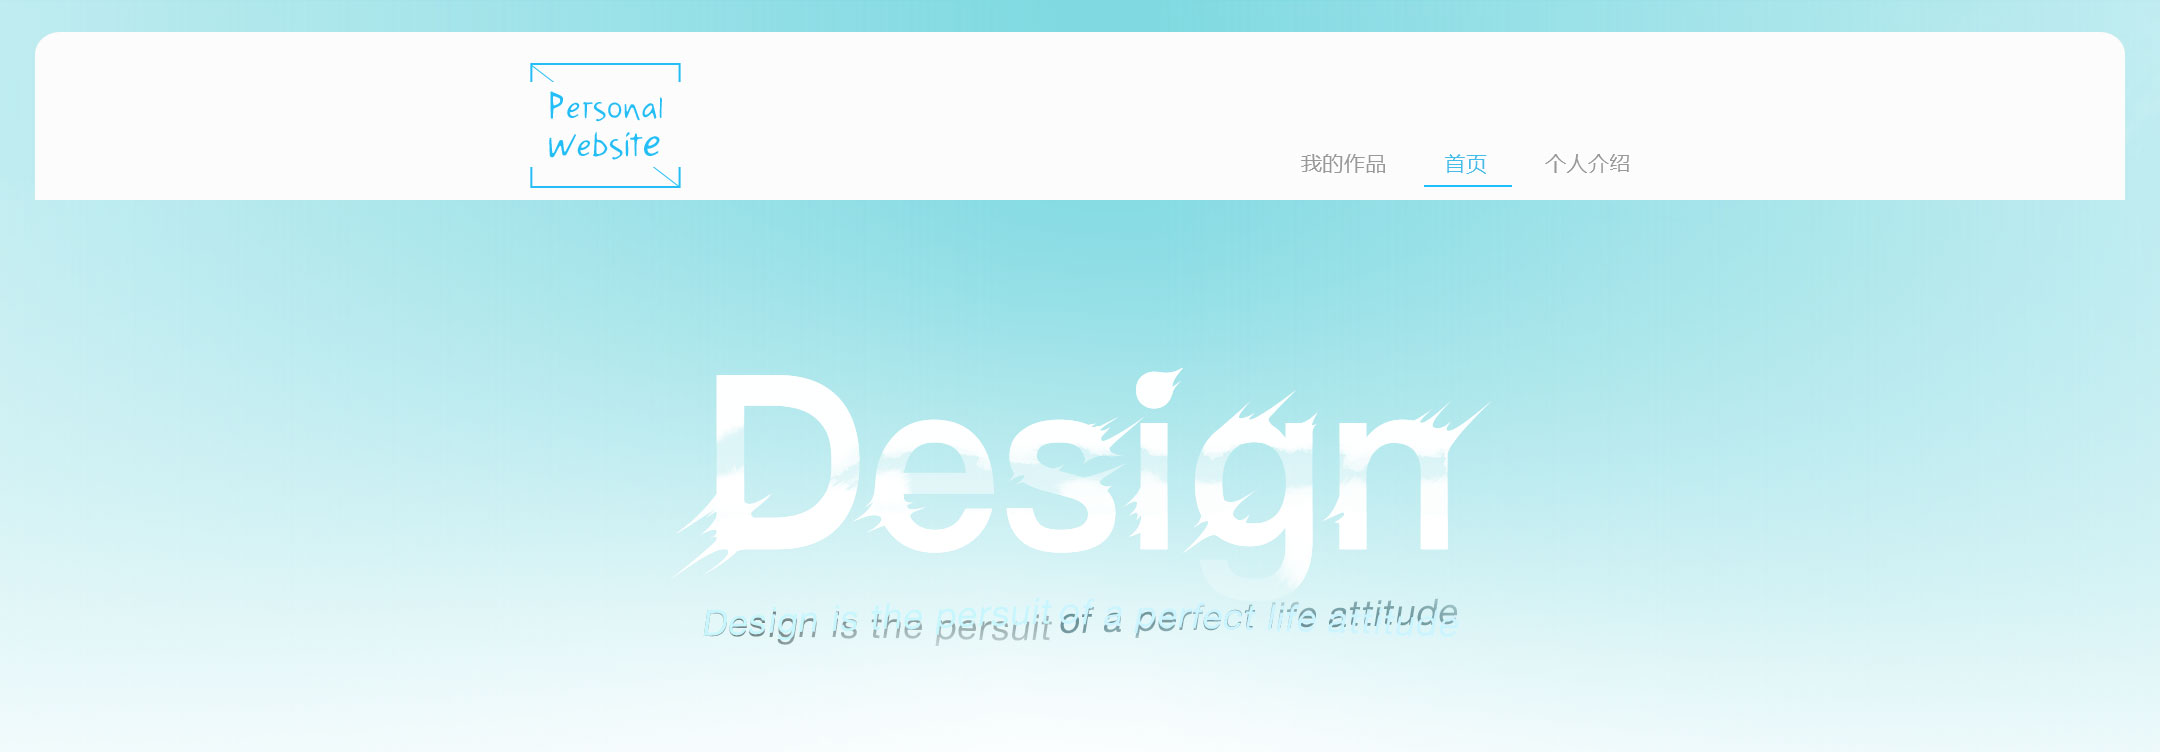 Personal
Website
我的作品 首页 个人介绍
Design
Design is the persuit of a perfect life attitude